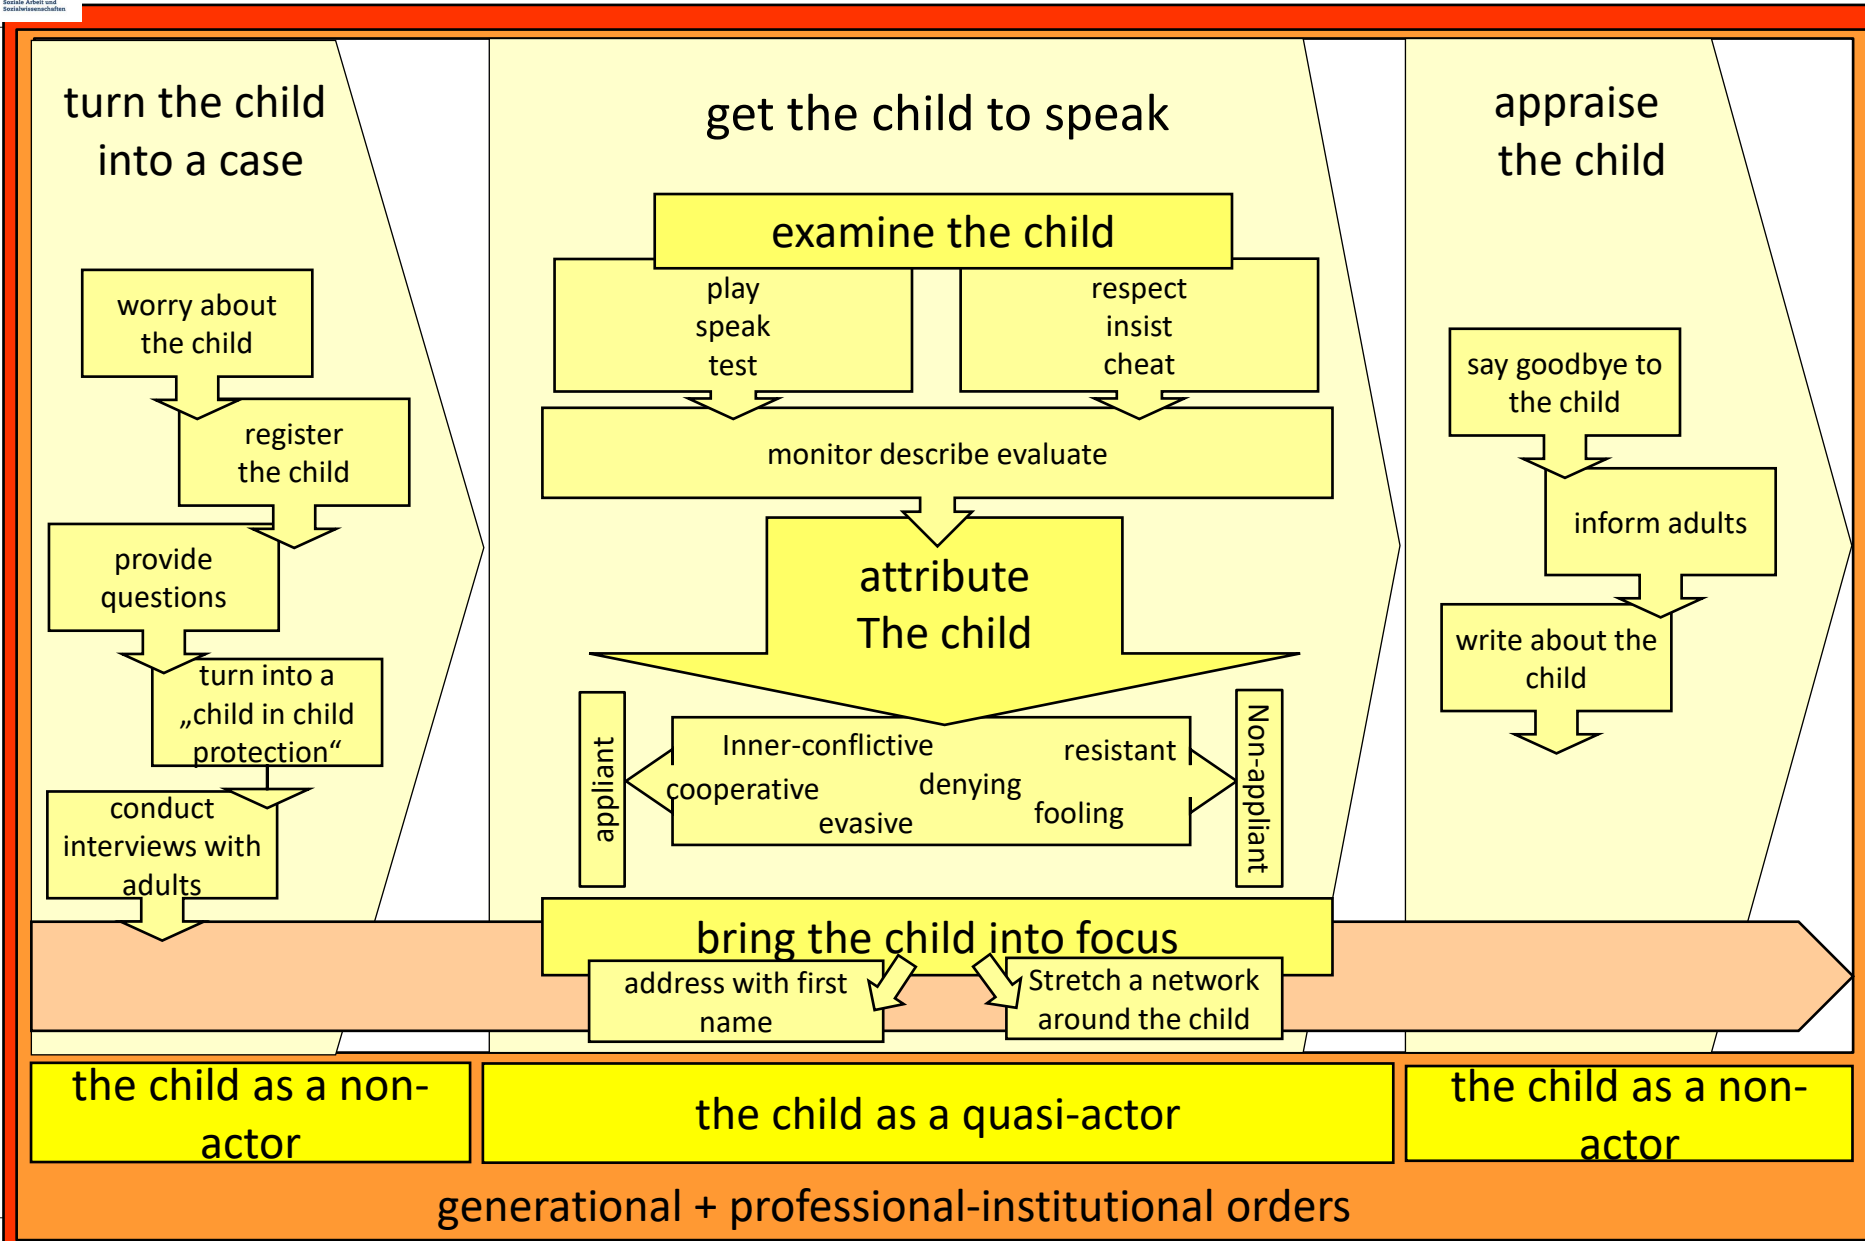 Soziale Arbeit und
Sozialwissenschaften
turn the child
into a case
worry about
the child
register
the child
provide
questions
turn into a
„child in child
protection“
conduct
interviews with
adults
get the child to speak
examine the child
play
speak
test
respect
insist
cheat
monitor describe evaluate
attribute
The child
appliant
Inner-conflictive
resistant
cooperative
denying
evasive
fooling
Non-appliant
bring the child into focus
address with first
name
Stretch a network
around the child
appraise
the child
say goodbye to
the child
inform adults
write about the
child
the child as a non-
actor
the child as a quasi-actor
the child as a non-
actor
generational + professional-institutional orders